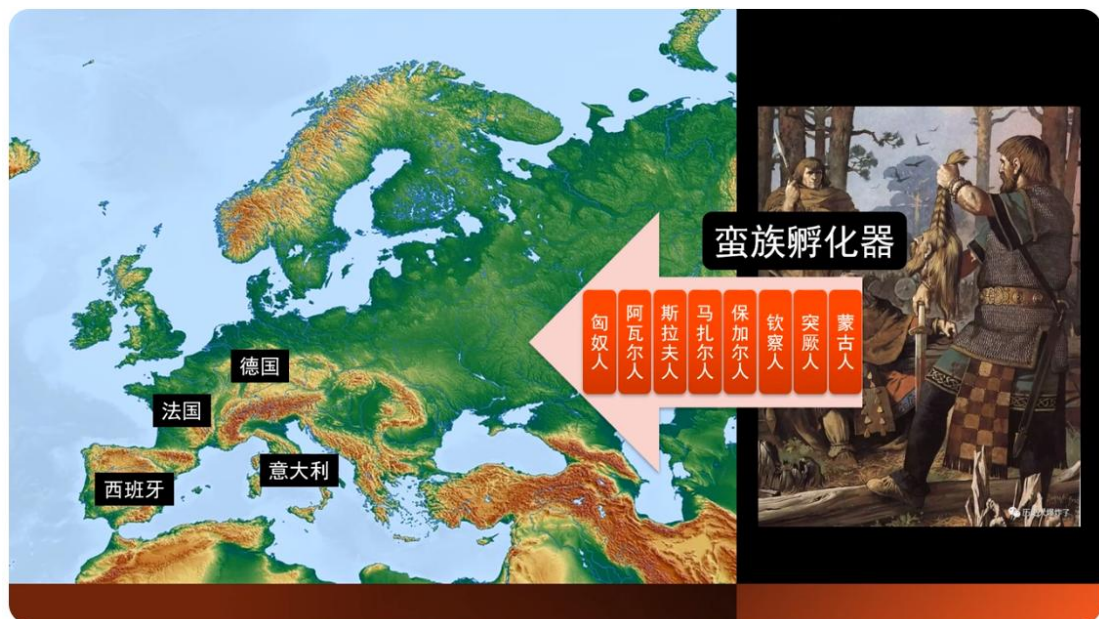 蛮族孵化器
匈奴人
阿瓦尔人
斯拉夫人
马扎尔人
保加尔人
钦察人
突厥人
蒙古人
德国
法国
意大利
西班牙